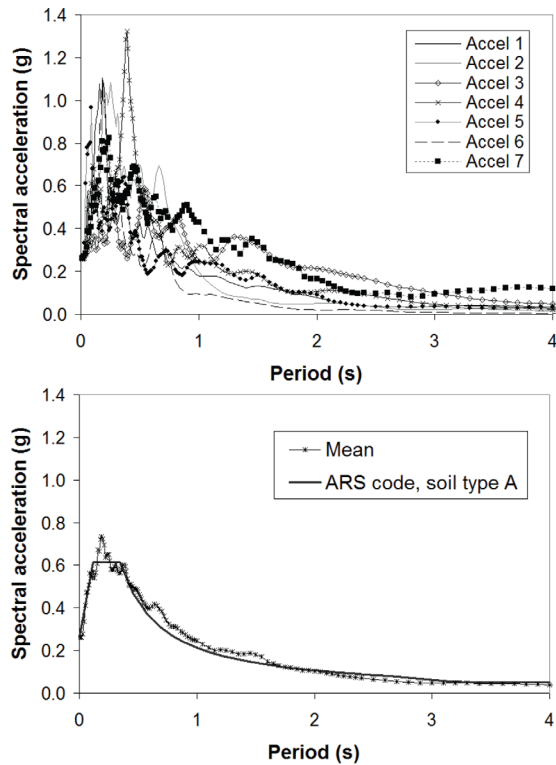 Spectral acceleration (g)
1.4
1.2
1.0
0.8
0.6
0.4
0.2
0.0
Accel 1
Accel 2
Accel 3
Accel 4
Accel 5
Accel 6
Accel 7
0 1 2 3 4
Period (s)
Spectral acceleration (g)
1.4
1.2
1.0
0.8
0.6
0.4
0.2
0.0
Mean
ARS code, soil type A
0 1 2 3 4
Period (s)